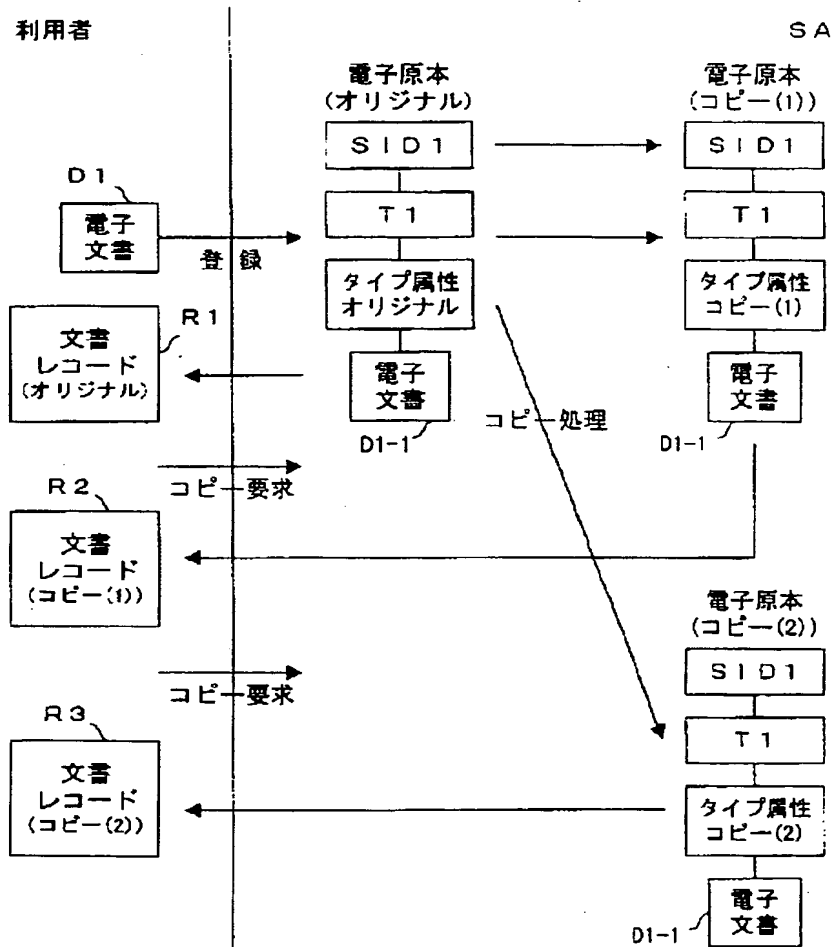 利用者
SA
電子原本
(オリジナル)
電子原本
(コピー(1))
SID1
SID1
D1
電子
文書
登録
T1
T1
タイプ属性
オリジナル
タイプ属性
コピー(1)
R1
文書
レコード
(オリジナル)
電子
文書
D1-1
コピー処理
電子
文書
D1-1
コピー要求
R2
文書
レコード
(コピー(1))
電子原本
(コピー(2))
SID1
コピー要求
R3
T1
文書
レコード
(コピー(2))
タイプ属性
コピー(2)
電子
文書
D1-1